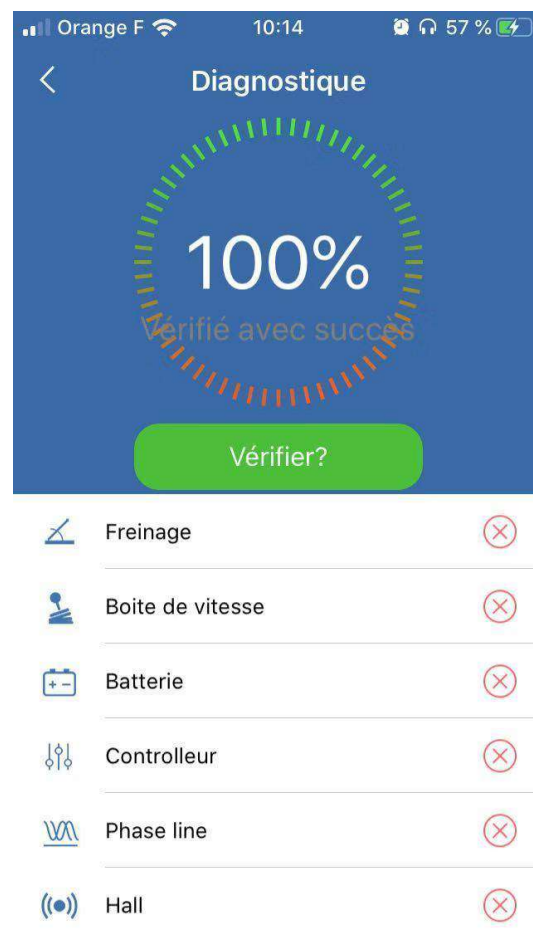 Orange F 10:14 57 %
Diagnostique
100%
Vérifié avec succès
Vérifier?
Freinage
Boite de vitesse
Batterie
Controlleur
Phase line
Hall